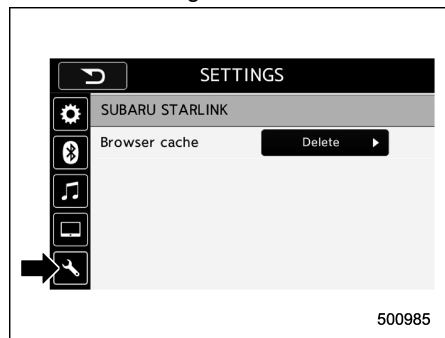 SETTINGS
SUBARU STARLINK
Browser cache
Delete
500985